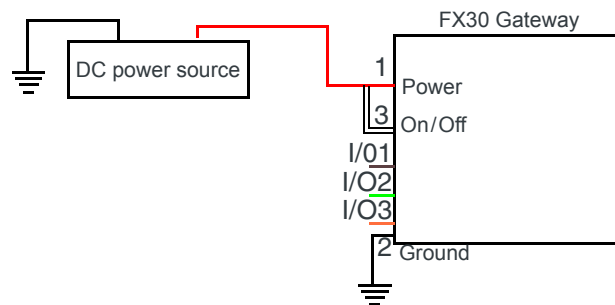 FX30 Gateway
DC power source
1
Power
3
On/Off
I/01
I/O2
I/O3
2
Ground